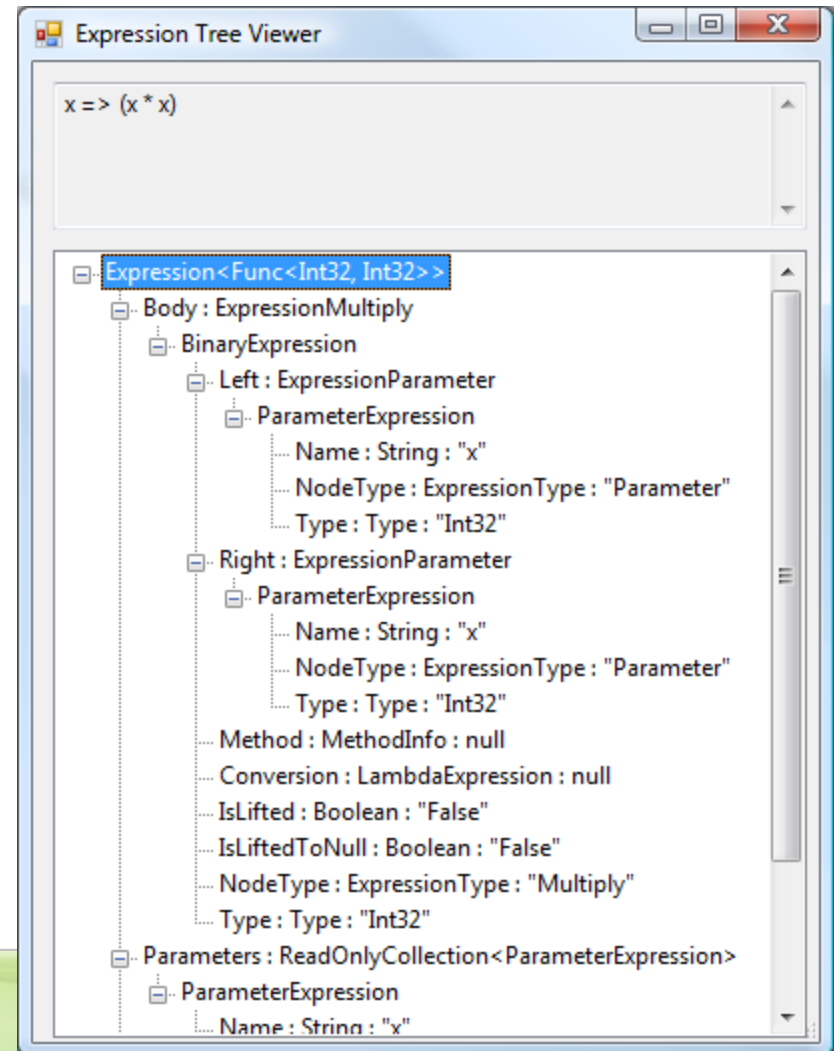 Expression Tree Viewer
x => (x * x)
Expression<Func<Int32, Int32>>
Body : ExpressionMultiply
BinaryExpression
Left : ExpressionParameter
ParameterExpression
Name : String : "x"
NodeType : ExpressionType : "Parameter"
Type : Type : "Int32"
Right : ExpressionParameter
ParameterExpression
Name : String : "x"
NodeType : ExpressionType : "Parameter"
Type : Type : "Int32"
Method : MethodInfo : null
Conversion : LambdaExpression : null
IsLifted : Boolean : "False"
IsLiftedToNull : Boolean : "False"
NodeType : ExpressionType : "Multiply"
Type : Type : "Int32"
Parameters : ReadOnlyCollection<ParameterExpression>
ParameterExpression
Name : String : "x"